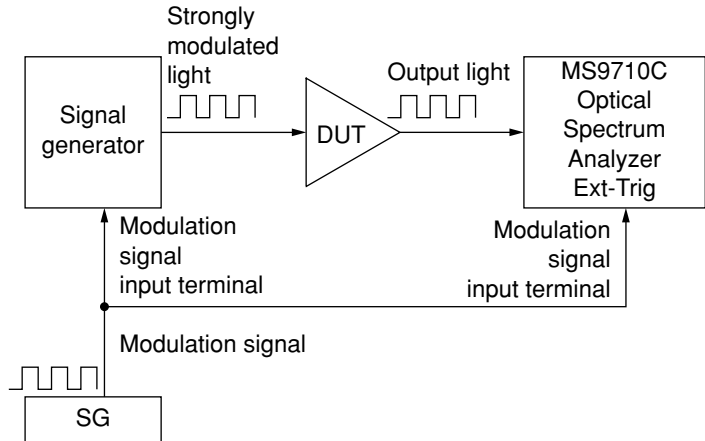 Strongly
modulated
light
Signal
generator
DUT
Output light
MS9710C
Optical
Spectrum
Analyzer
Ext-Trig
Modulation
signal
input terminal
Modulation
signal
input terminal
Modulation signal
SG